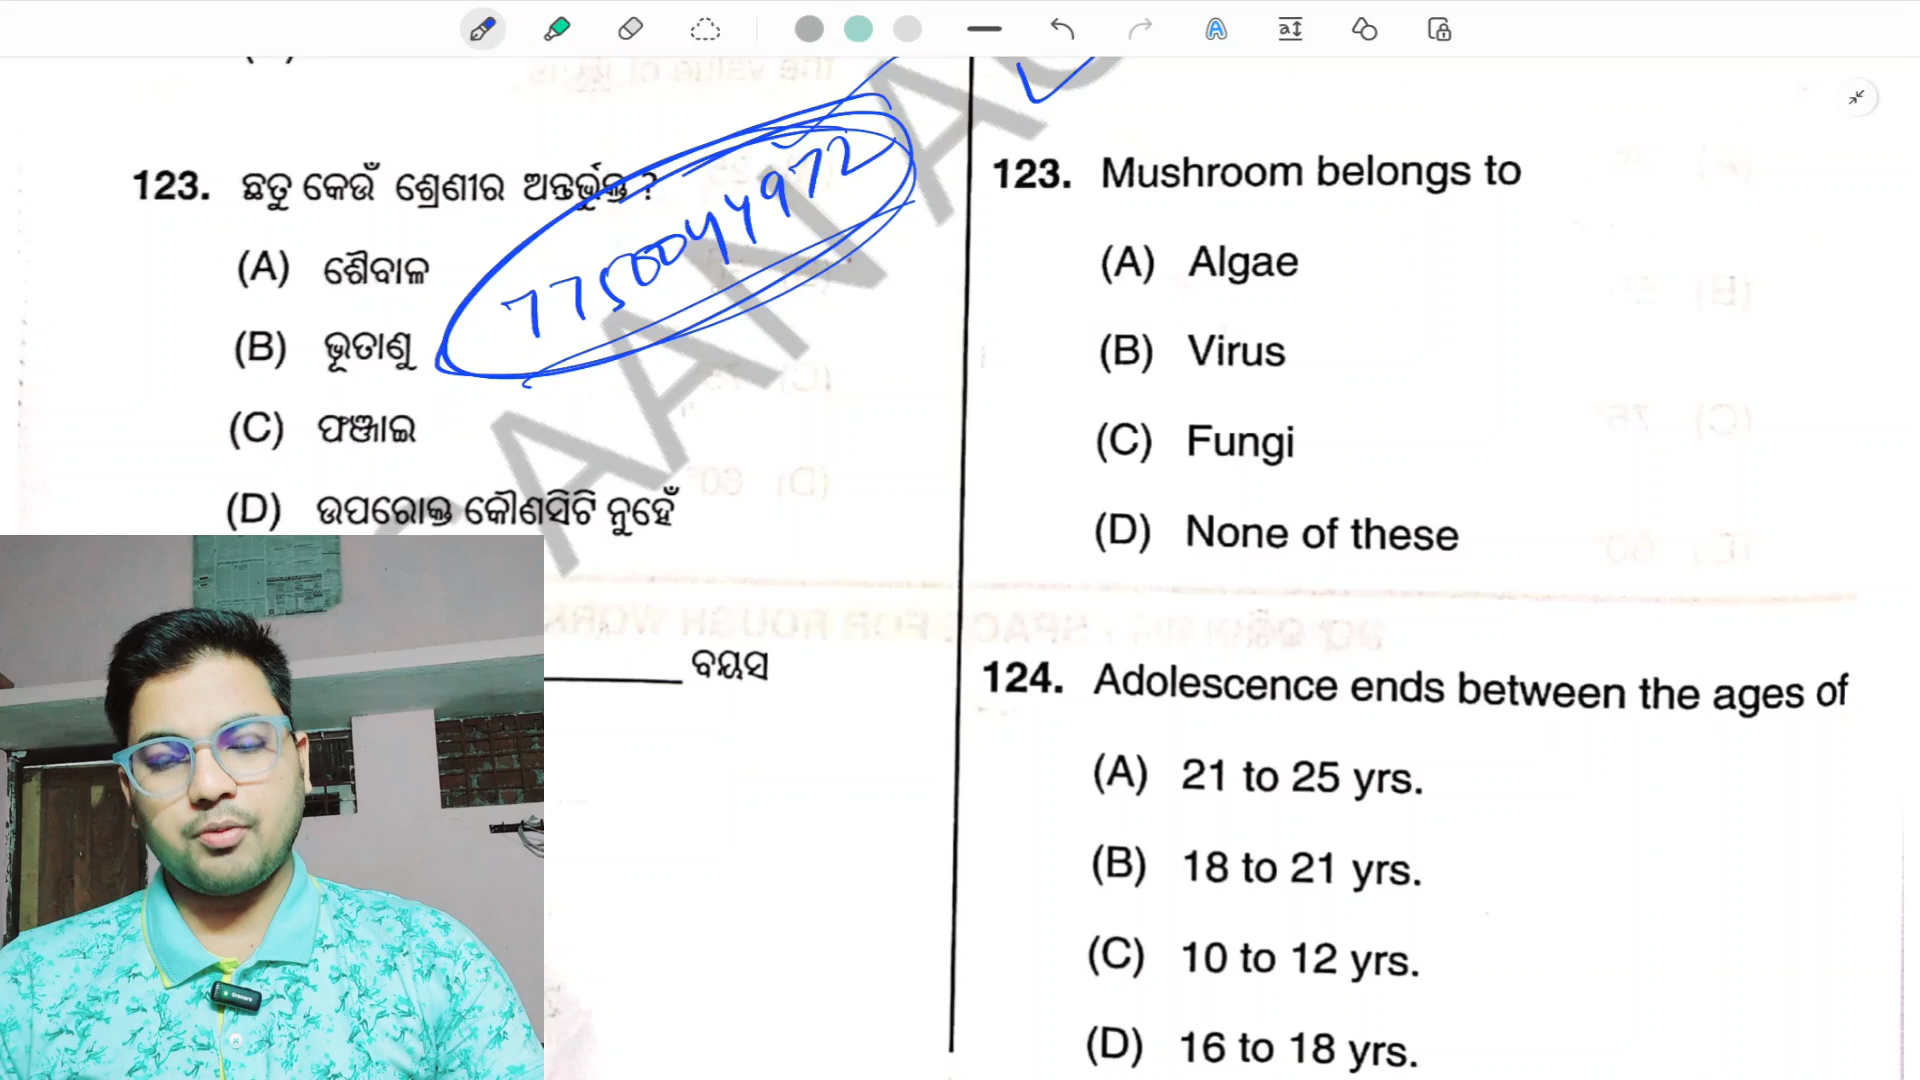 123. ଛତୁ କେଉଁ ଶ୍ରେଣୀର ଅନ୍ତର୍ଭୁକ୍ତ ?
(A) ଶୈବାଳ
(B) ଭୂତାଣୁ
(C) ଫଞ୍ଜାଇ
(D) ଉପରୋକ୍ତ କୌଣସିଟି ନୁହେଁ
7750044972
ବୟସ
123. Mushroom belongs to
(A) Algae
(B) Virus
(C) Fungi
(D) None of these
124. Adolescence ends between the ages of
(A) 21 to 25 yrs.
(B) 18 to 21 yrs.
(C) 10 to 12 yrs.
(D) 16 to 18 yrs.